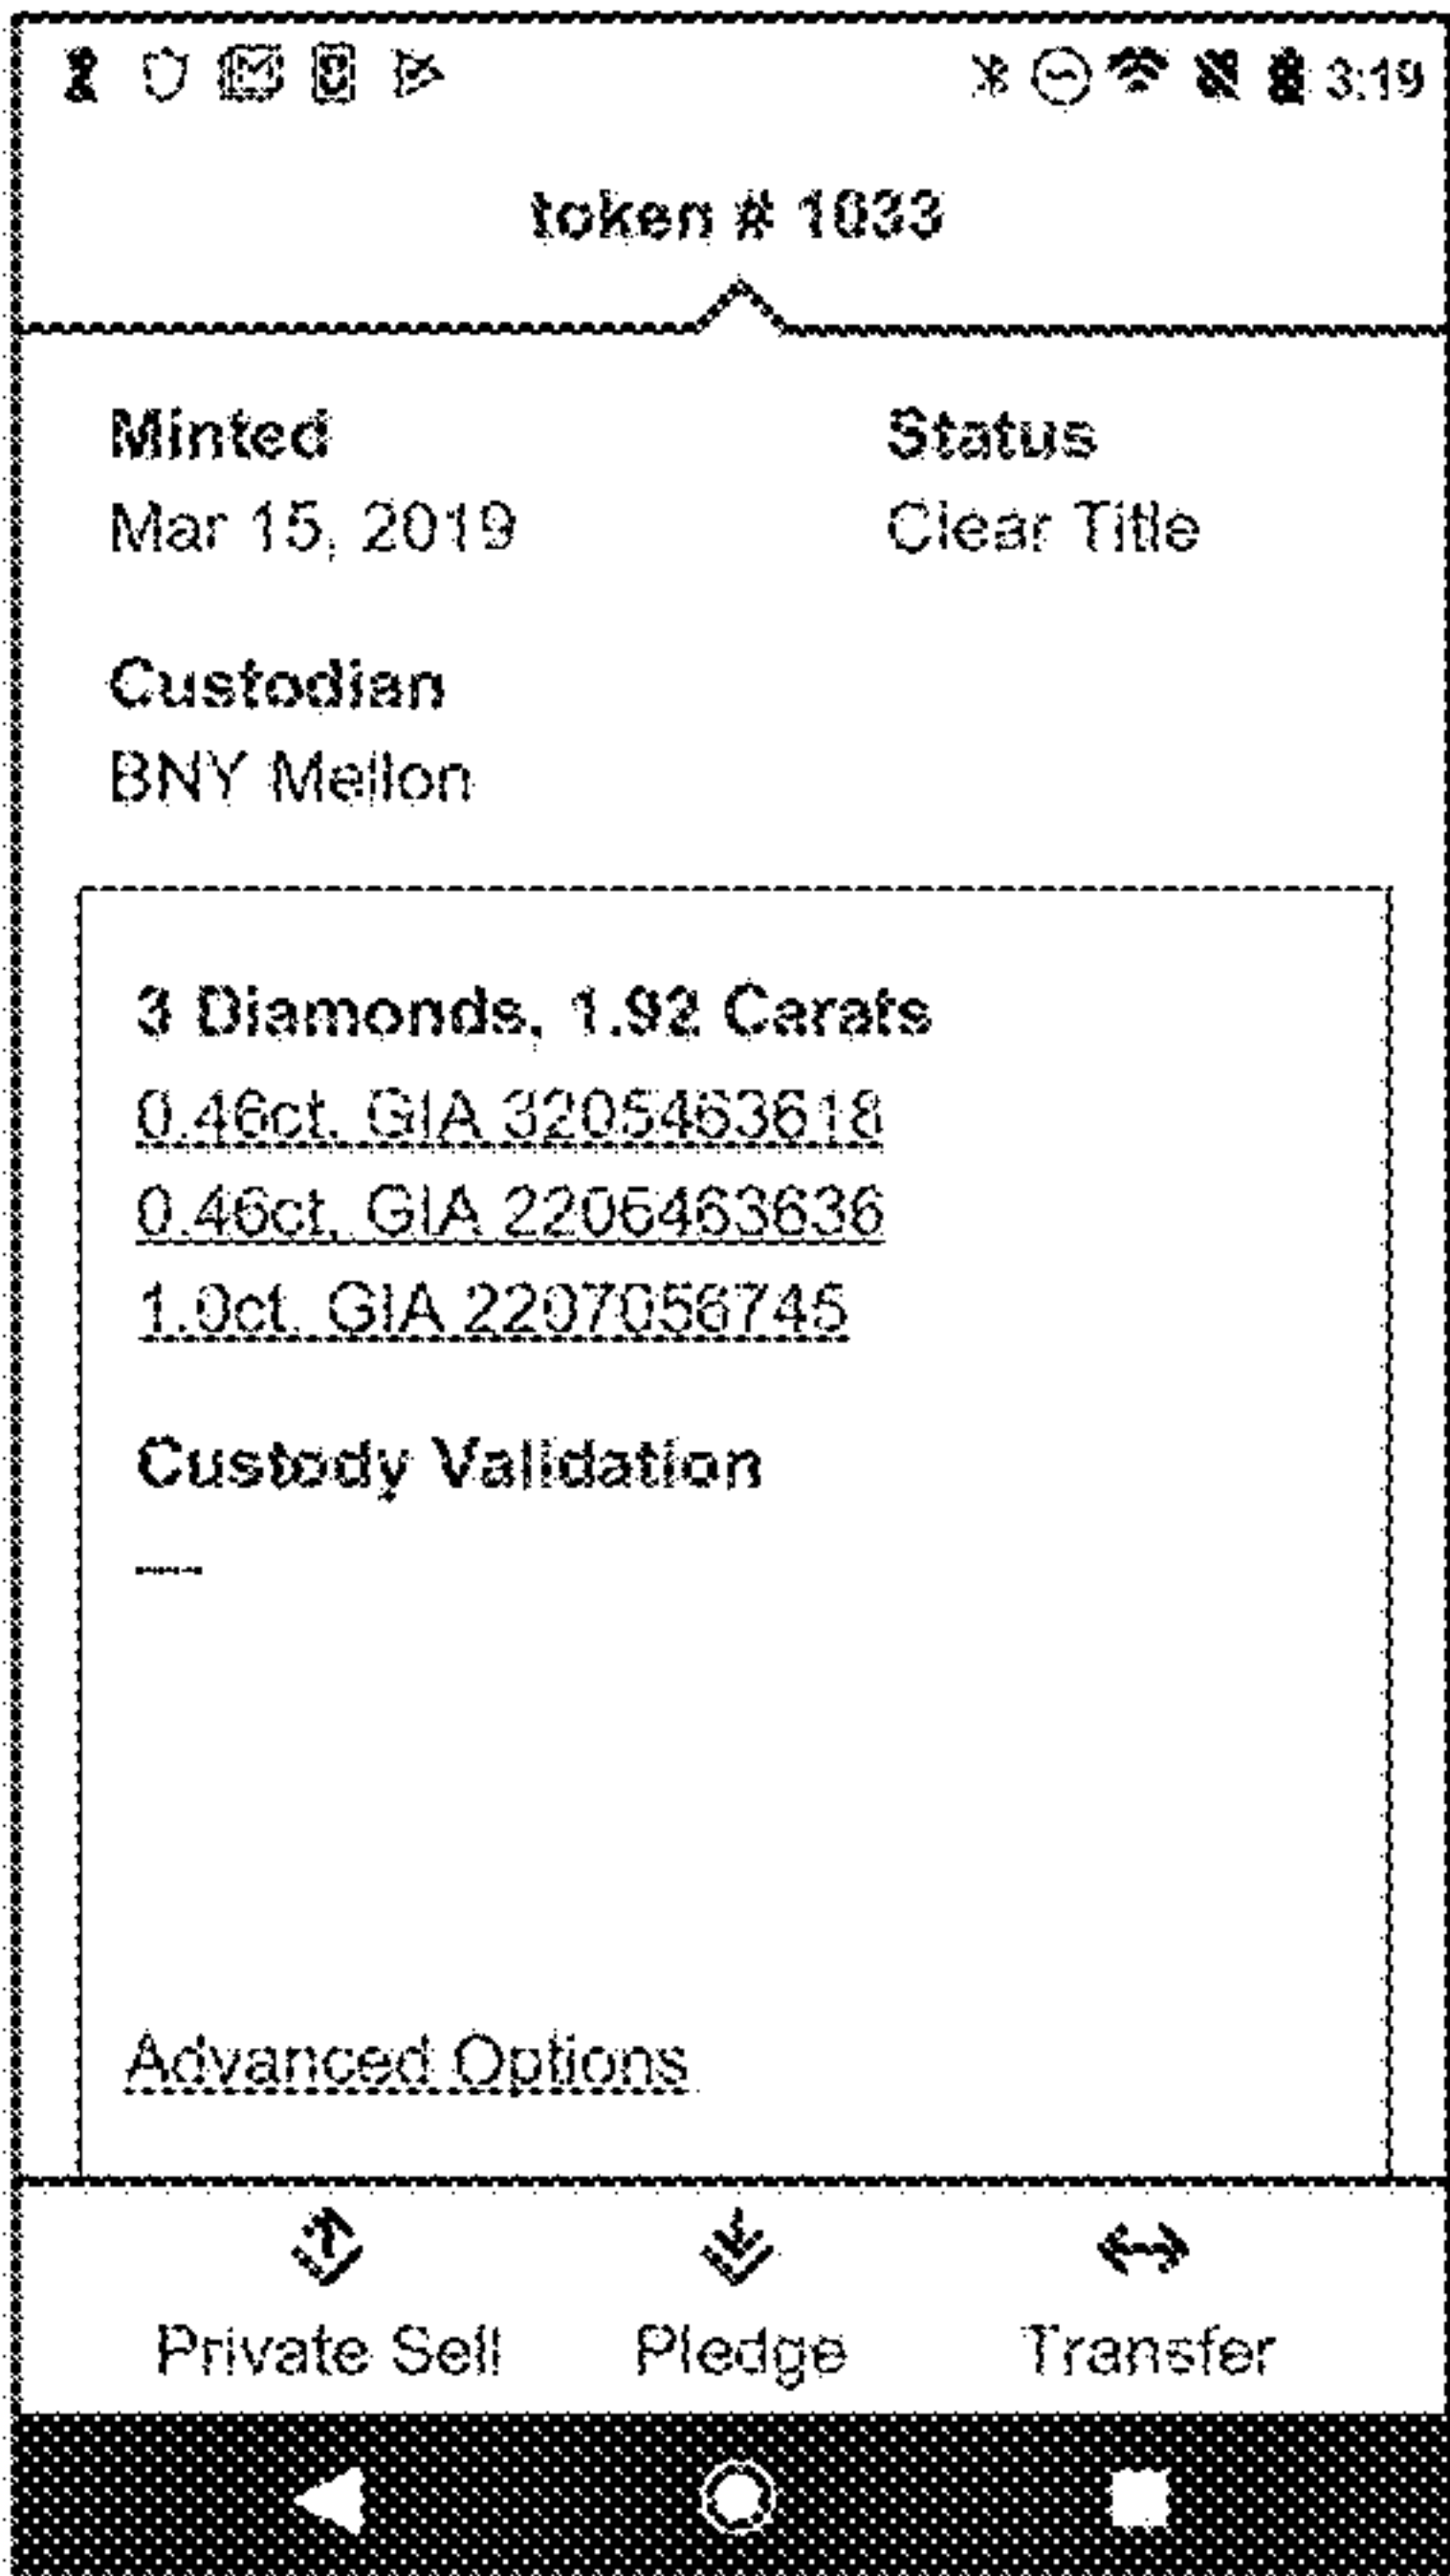 3:19
token # 1033
Minted Status
Mar 15, 2019 Clear Title
Custodian
BNY Mellon
3 Diamonds, 1.92 Carats
0.46ct. GIA 3205463618
0.46ct. GIA 2206463636
1.0ct. GIA 2207056745
Custody Validation
Advanced Options
Private Sell Pledge Transfer